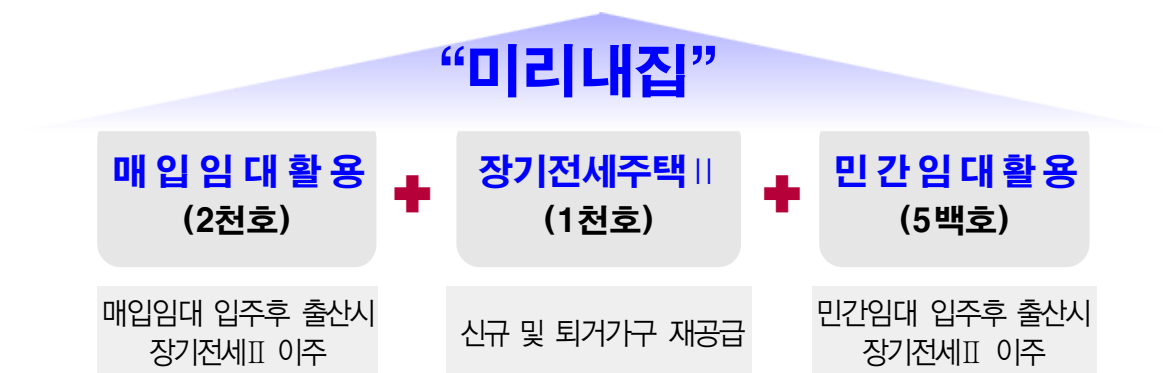 “미리내집”
매입임대활용
(2천호)
장기전세주택Ⅱ
(1천호)
민간임대활용
(5백호)
매입임대 입주후 출산시
장기전세Ⅱ 이주
신규 및 퇴거가구 재공급
민간임대 입주후 출산시
장기전세Ⅱ 이주